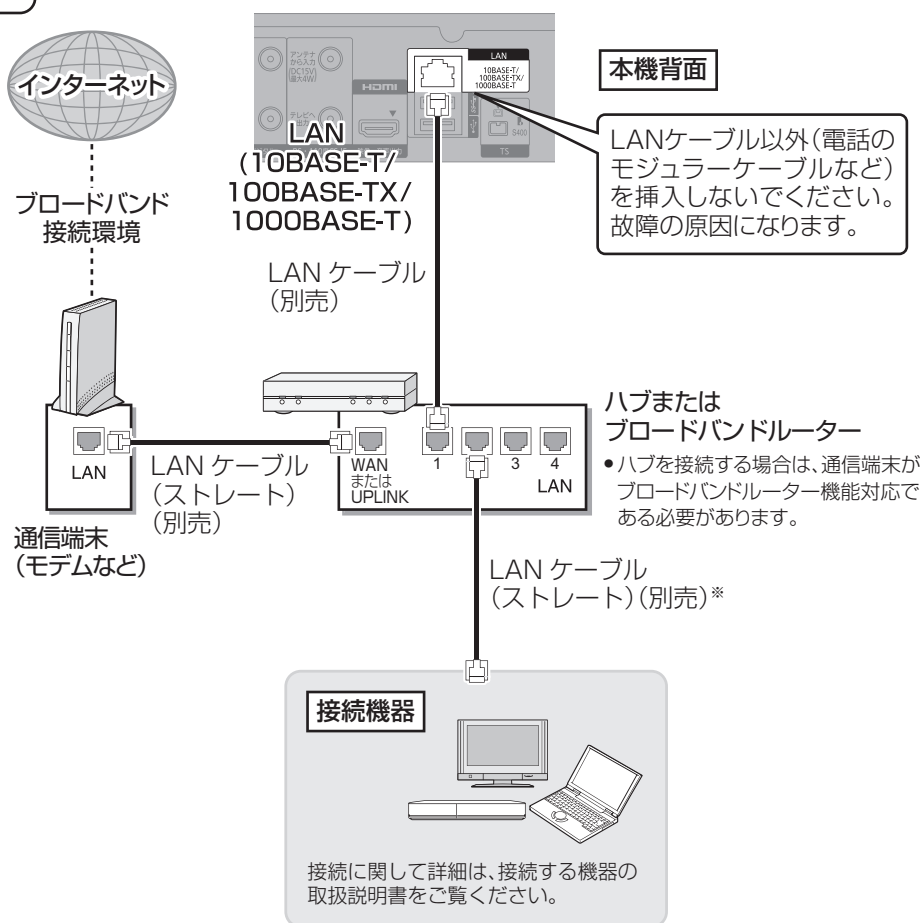 インターネット
ブロードバンド
接続環境
アンテナ
から入力
テレビへ
出力
HDMI
LAN
10BASE-T/
100BASE-TX/
1000BASE-T
S400
TS
LAN
(10BASE-T/
100BASE-TX/
1000BASE-T)
本機背面
LANケーブル以外(電話の
モジュラーケーブルなど)
を挿入しないでください。
故障の原因になります。
LAN ケーブル
(別売)
LAN
通信端末
(モデムなど)
LAN ケーブル
(ストレート)
(別売)
WAN
または
UPLINK
1
3
4
LAN
ハブまたは
ブロードバンドルーター
•ハブを接続する場合は、通信端末が
ブロードバンドルーター機能対応で
ある必要があります。
LAN ケーブル
(ストレート)(別売)※
接続機器
接続に関して詳細は、接続する機器の
取扱説明書をご覧ください。